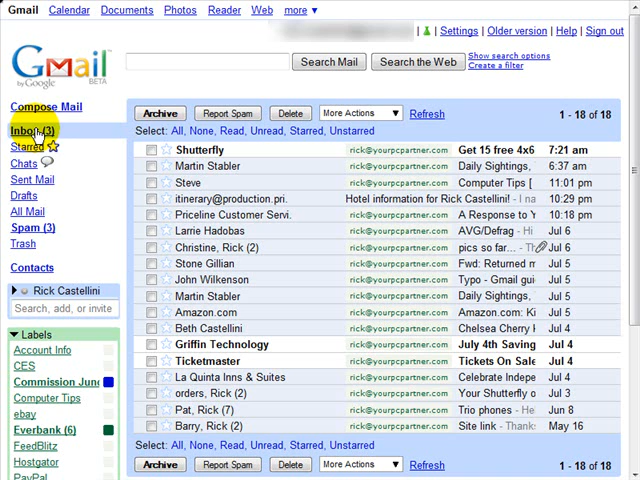 Gmail Calendar Documents Photos Reader Web more ▼
| Settings | Older version | Help | Sign out
Gmail
by Google BETA
Search Mail Search the Web Show search options
Create a filter
Compose Mail
Inbox (3)
Starred
Chats
Sent Mail
Drafts
All Mail
Spam (3)
Trash
Contacts
Rick Castellini
Search, add, or invite
Labels
Account Info
CES
Commission Junc
Computer Tips
ebay
Everbank (6)
FeedBlitz
Hostgator
PayPal
Archive Report Spam Delete More Actions Refresh 1 - 18 of 18
Select: All, None, Read, Unread, Starred, Unstarred
Shutterfly rick@yourpcpartner.com Get 15 free 4x6 7:21 am
Martin Stabler rick@yourpcpartner.com Daily Sightings, 6:37 am
Steve rick@yourpcpartner.com Computer Tips [ 11:01 pm
itinerary@production.pri. Hotel information for Rick Castellini! - I na 10:29 pm
Priceline Customer Servi. rick@yourpcpartner.com A Response to Y 10:18 pm
Larrie Hadobas rick@yourpcpartner.com AVG/Defrag - Hi Jul 6
Christine, Rick (2) rick@yourpcpartner.com pics so far... - Th Jul 6
Stone Gillian rick@yourpcpartner.com Fwd: Returned m Jul 5
John Wilkenson rick@yourpcpartner.com Typo - Gmail guid Jul 5
Martin Stabler rick@yourpcpartner.com Daily Sightings, Jul 5
Amazon.com rick@yourpcpartner.com Amazon.com: K Jul 5
Beth Castellini rick@yourpcpartner.com Chelsea Cherry H Jul 4
Griffin Technology rick@yourpcpartner.com July 4th Saving Jul 4
Ticketmaster rick@yourpcpartner.com Tickets On Sale Jul 4
La Quinta Inns & Suites rick@yourpcpartner.com Celebrate Indepe Jul 4
orders, Rick (2) rick@yourpcpartner.com Your Shutterfly o Jul 3
Pat, Rick (7) rick@yourpcpartner.com Trio phones - He Jun 8
Barry, Rick (2) rick@yourpcpartner.com Site link - Thank May 16
Select: All, None, Read, Unread, Starred, Unstarred
Archive Report Spam Delete More Actions Refresh 1 - 18 of 18